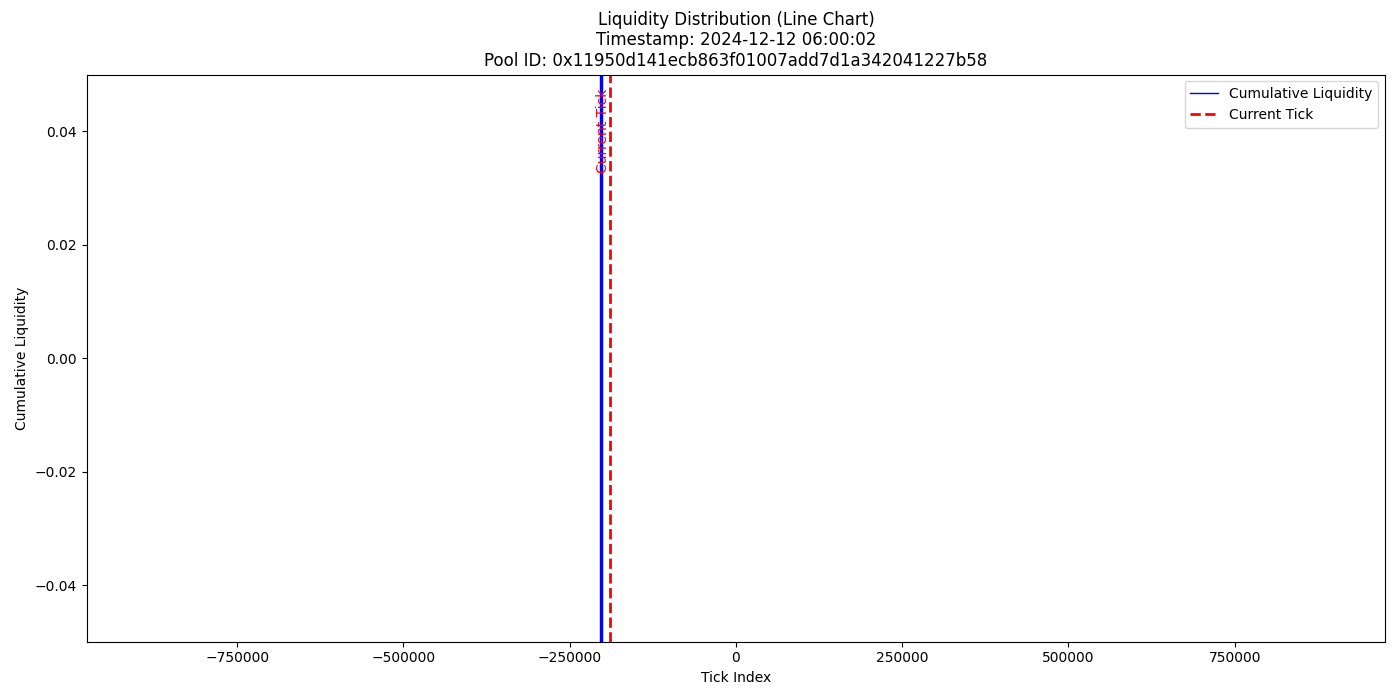 Liquidity Distribution (Line Chart)
Timestamp: 2024-12-12 06:00:02
Pool ID: 0x11950d141ecb863f01007add7d1a342041227b58
Cumulative Liquidity
Current Tick
Current Tick
0.04
0.02
0.00
−0.02
−0.04
Cumulative Liquidity
−750000
−500000
−250000
0
250000
500000
750000
Tick Index